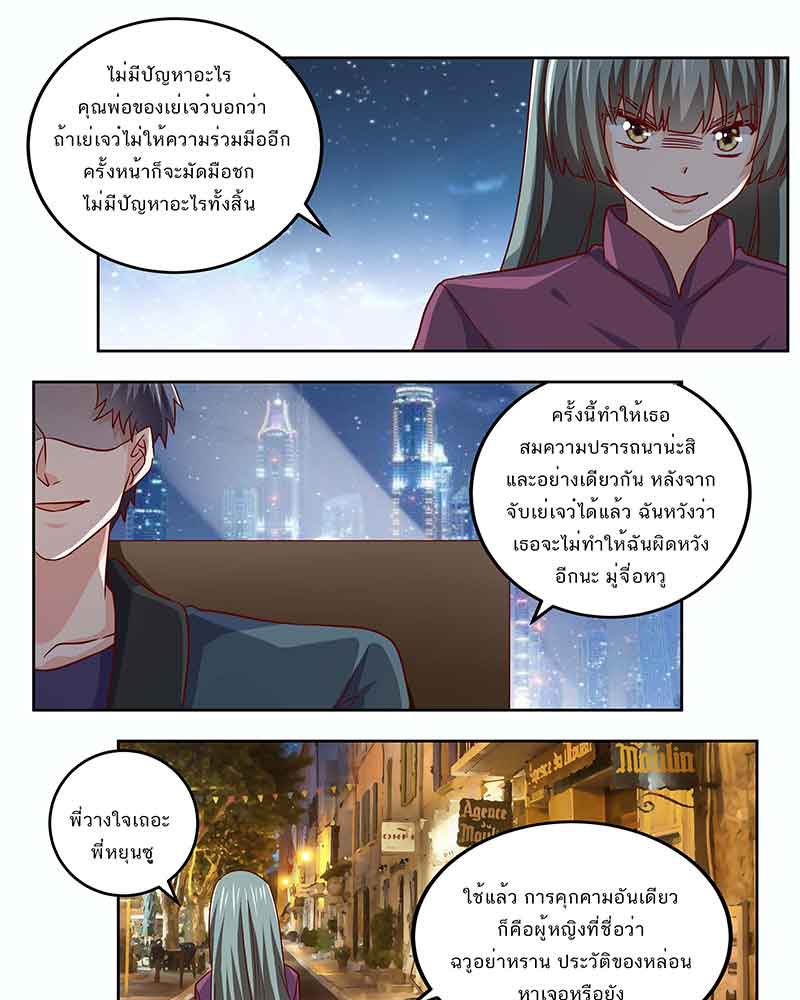 ไม่มีปัญหาอะไร
คุณพ่อของเย่เจว๋บอกว่า
ถ้าเย่เจว๋ไม่ให้ความร่วมมืออีก
ครั้งหน้าก็จะมัดมือชก
ไม่มีปัญหาอะไรทั้งสิ้น
ครั้งนี้ทำให้เธอ
สมความปรารถนาน่ะสิ
และอย่างเดียวกัน หลังจาก
จับเย่เจว๋ได้แล้ว ฉันหวังว่า
เธอจะไม่ทำให้ฉันผิดหวัง
อีกนะ มู่จื่อหวู
Moulin
Agence du Moulin
Agence
du
Moulin
พี่วางใจเถอะ
พี่หยุนซู
ใช้แล้ว การคุกคามอันเดียว
ก็คือผู้หญิงที่ชื่อว่า
ฉวูอย่าหราน ประวัติของหล่อน
หาเจอหรือยัง